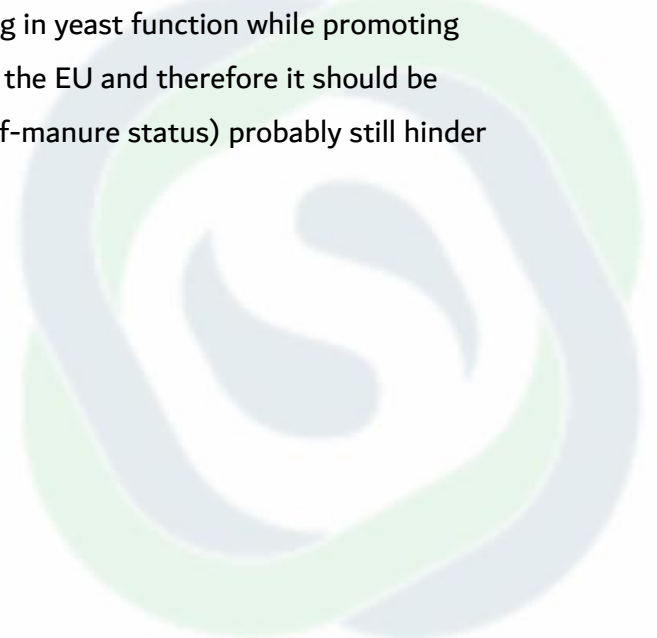 g in yeast function while promoting
the EU and therefore it should be
f-manure status) probably still hinder